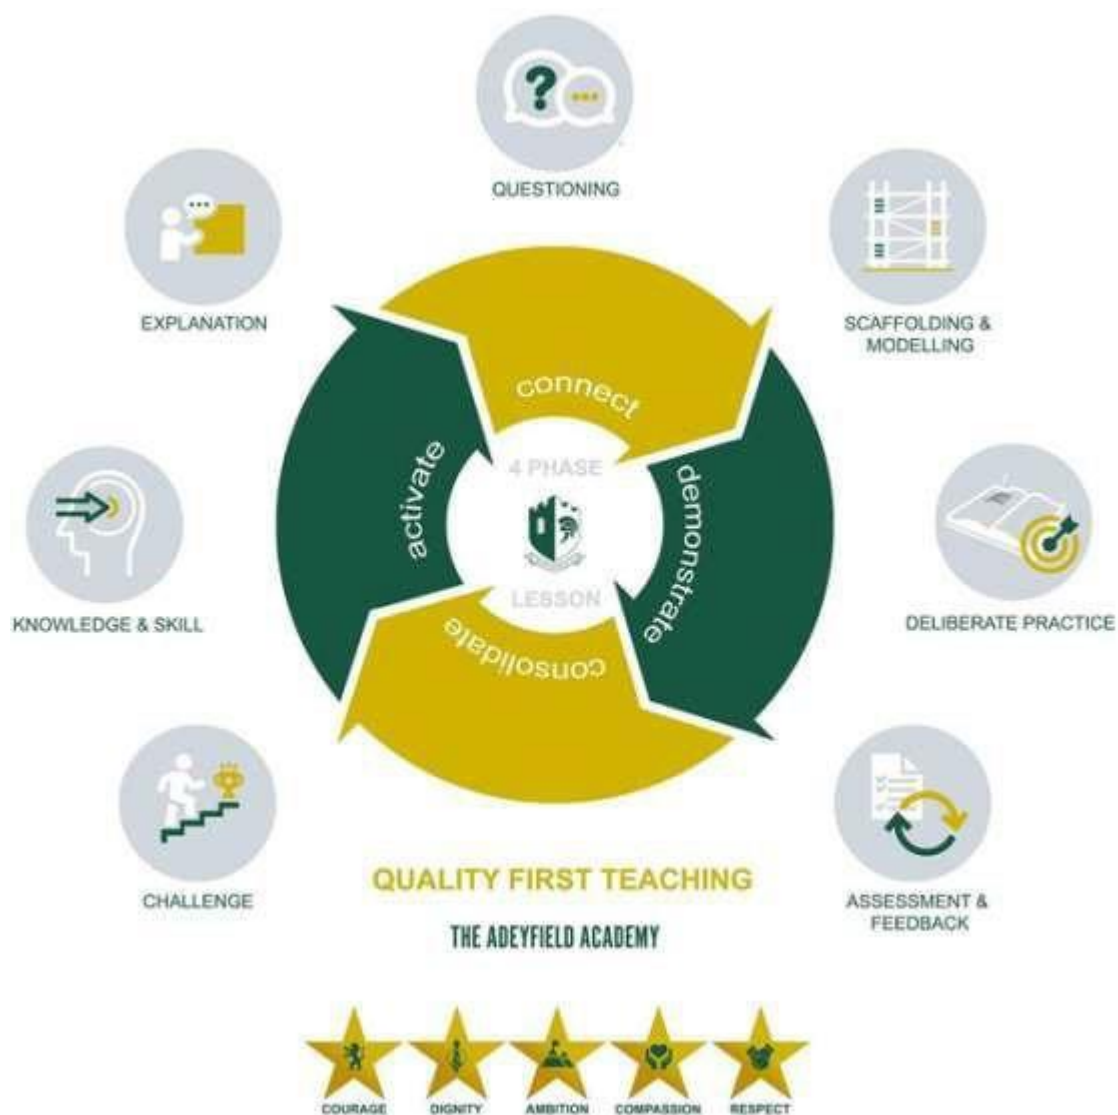 ?
QUESTIONING
EXPLANATION
SCAFFOLDING &
MODELLING
connect
4 PHASE
activate
demonstrate
LESSON
consolidate
KNOWLEDGE & SKILL
DELIBERATE PRACTICE
CHALLENGE
ASSESSMENT &
FEEDBACK
QUALITY FIRST TEACHING
THE ADEYFIELD ACADEMY
COURAGE DIGNITY AMBITION COMPASSION RESPECT